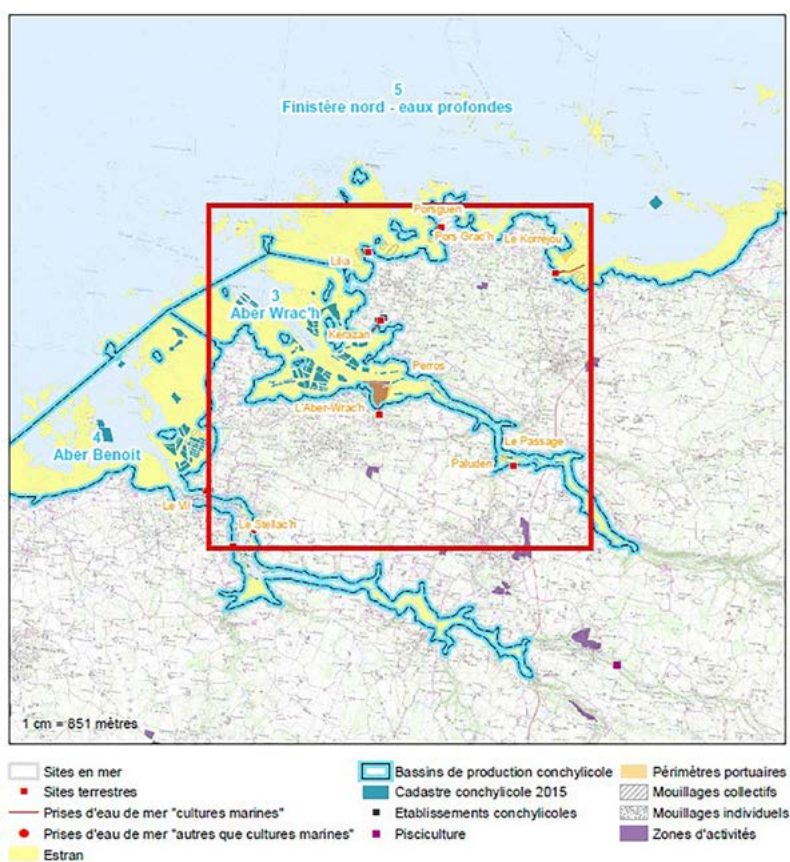 5
Finistère nord - eaux profondes
Porsguen
Pors Grac'h
Le Korrejou
Lilia
3
Aber Wrac'h
Kerazan
Perros
L'Aber-Wrac'h
4
Aber Benoit
Le Passage
Paluden
Le Vil
Le Stellac'h
1 cm = 851 mètres
Sites en mer
Sites terrestres
Prises d'eau de mer "cultures marines"
Prises d'eau de mer "autres que cultures marines"
Estran
Bassins de production conchylicole
Cadastre conchylicole 2015
Etablissements conchylicoles
Pisciculture
Périmètres portuaires
Mouillages collectifs
Mouillages individuels
Zones d'activités